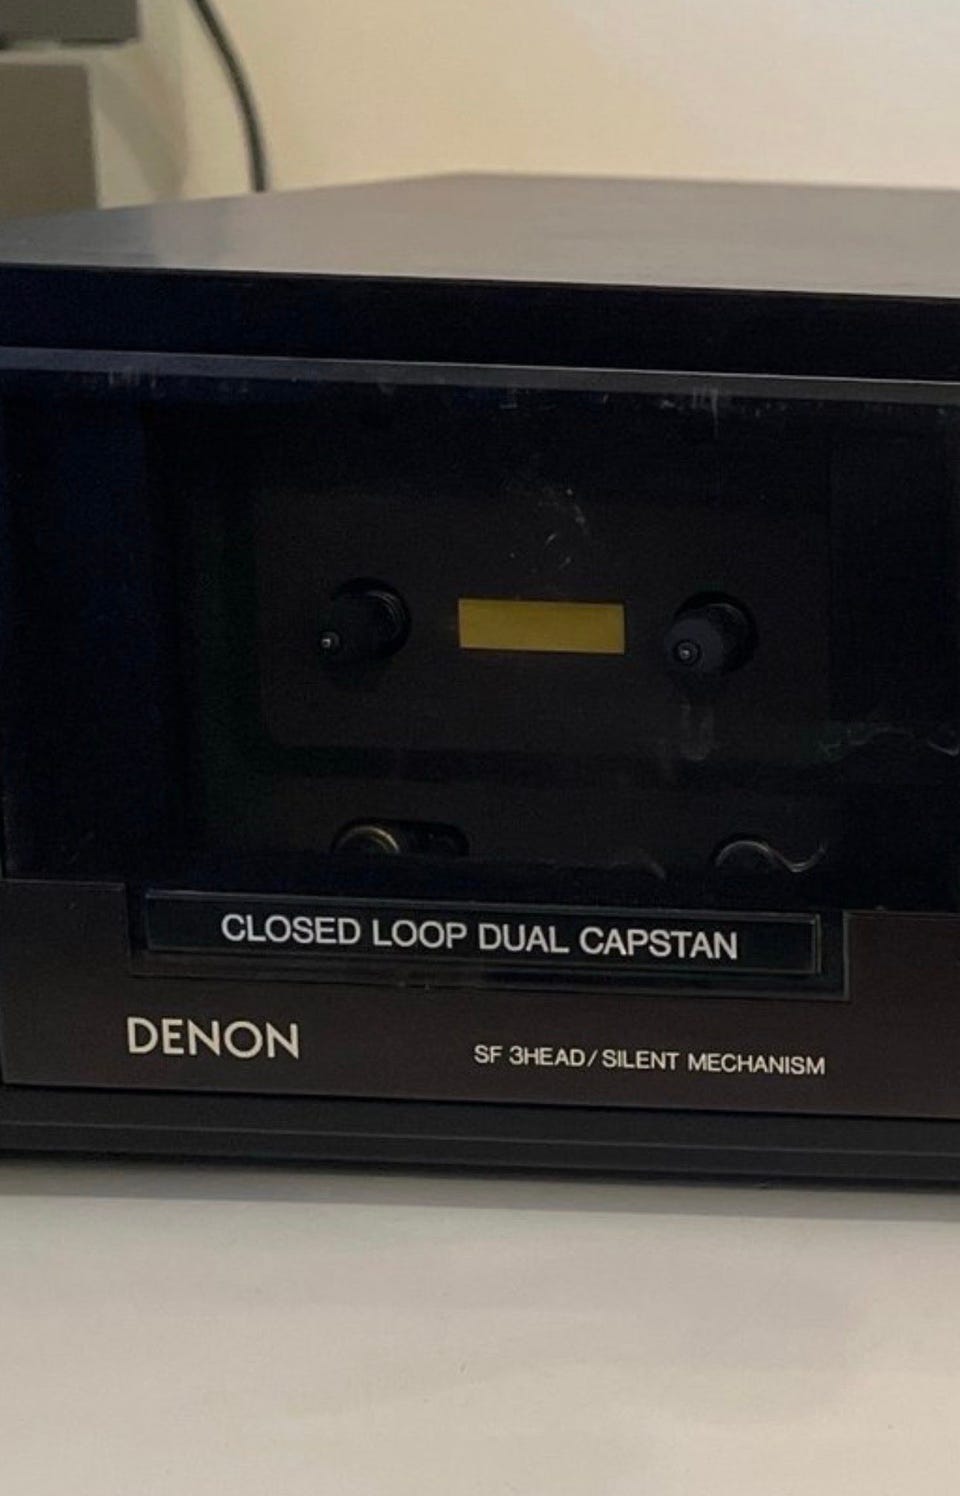 CLOSED LOOP DUAL CAPSTAN
DENON
SF 3HEAD/SILENT MECHANISM